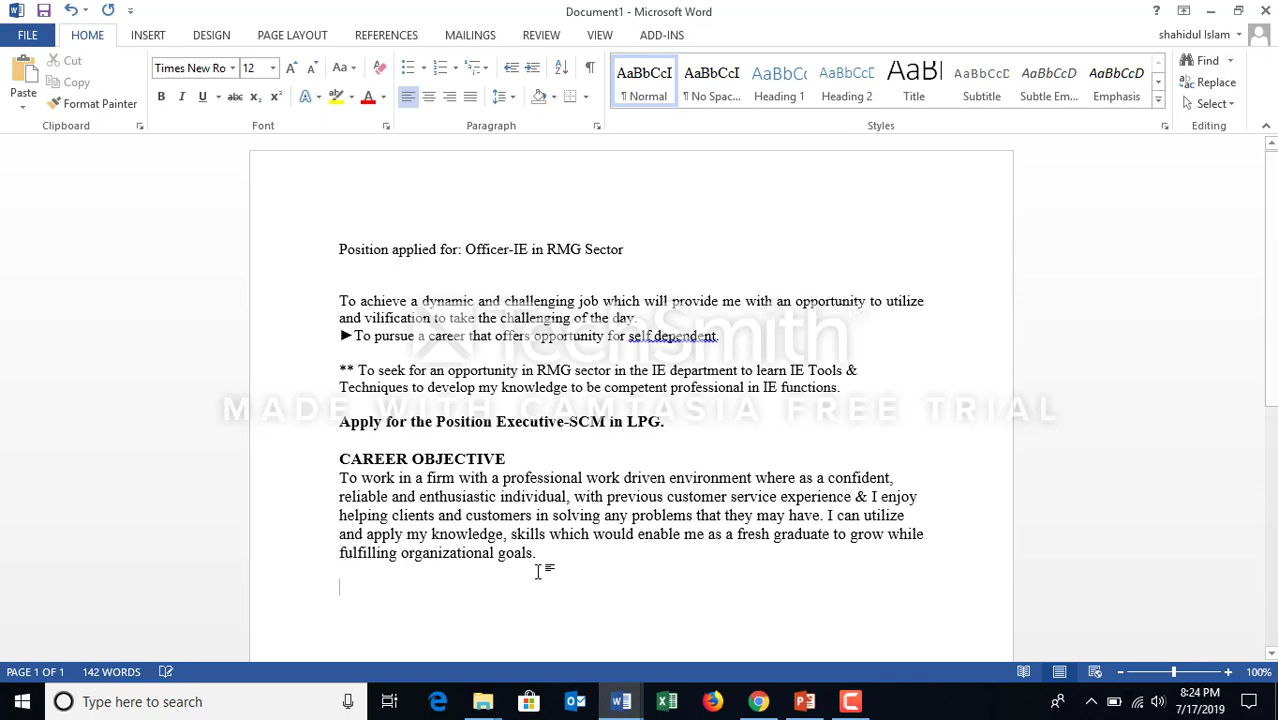 Document1 - Microsoft Word
FILE HOME INSERT DESIGN PAGE LAYOUT REFERENCES MAILINGS REVIEW VIEW ADD-INS shahidul Islam
Paste
Cut
Copy
Format Painter
Clipboard
Times New Ro 12
Font
Paragraph
AaBbCcI AaBbCcI AaBbCc AaBbCcC AaBl AaBbCcD AaBbCcD AaBbCcD
¶ Normal ¶ No Spac... Heading 1 Heading 2 Title Subtitle Subtle Em... Emphasis
Styles
Find
Replace
Select
Editing
Position applied for: Officer-IE in RMG Sector
To achieve a dynamic and challenging job which will provide me with an opportunity to utilize
and vilification to take the challenging of the day.
►To pursue a career that offers opportunity for self dependent.
TechSmith
** To seek for an opportunity in RMG sector in the IE department to learn IE Tools &
Techniques to develop my knowledge to be competent professional in IE functions.
MADE WITH CAMTASIA FREE TRIAL
Apply for the Position Executive-SCM in LPG.
CAREER OBJECTIVE
To work in a firm with a professional work driven environment where as a confident,
reliable and enthusiastic individual, with previous customer service experience & I enjoy
helping clients and customers in solving any problems that they may have. I can utilize
and apply my knowledge, skills which would enable me as a fresh graduate to grow while
fulfilling organizational goals.
PAGE 1 OF 1 142 WORDS 100%
Type here to search
8:24 PM
7/17/2019